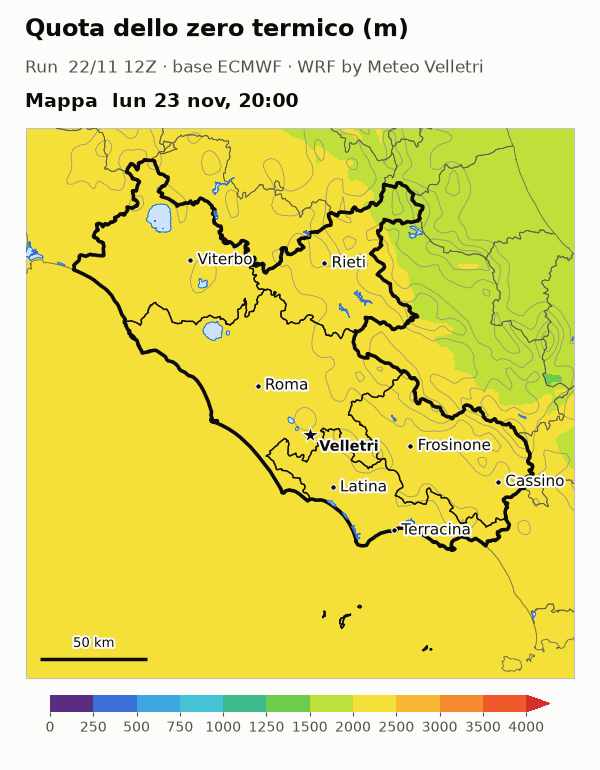 Quota dello zero termico (m)
Run  22/11 12Z · base ECMWF · WRF by Meteo Velletri
Mappa  lun 23 nov, 20:00
Viterbo
Rieti
Roma
Velletri
Frosinone
Latina
Cassino
Terracina
50 km
0 250 500 750 1000 1250 1500 2000 2500 3000 3500 4000